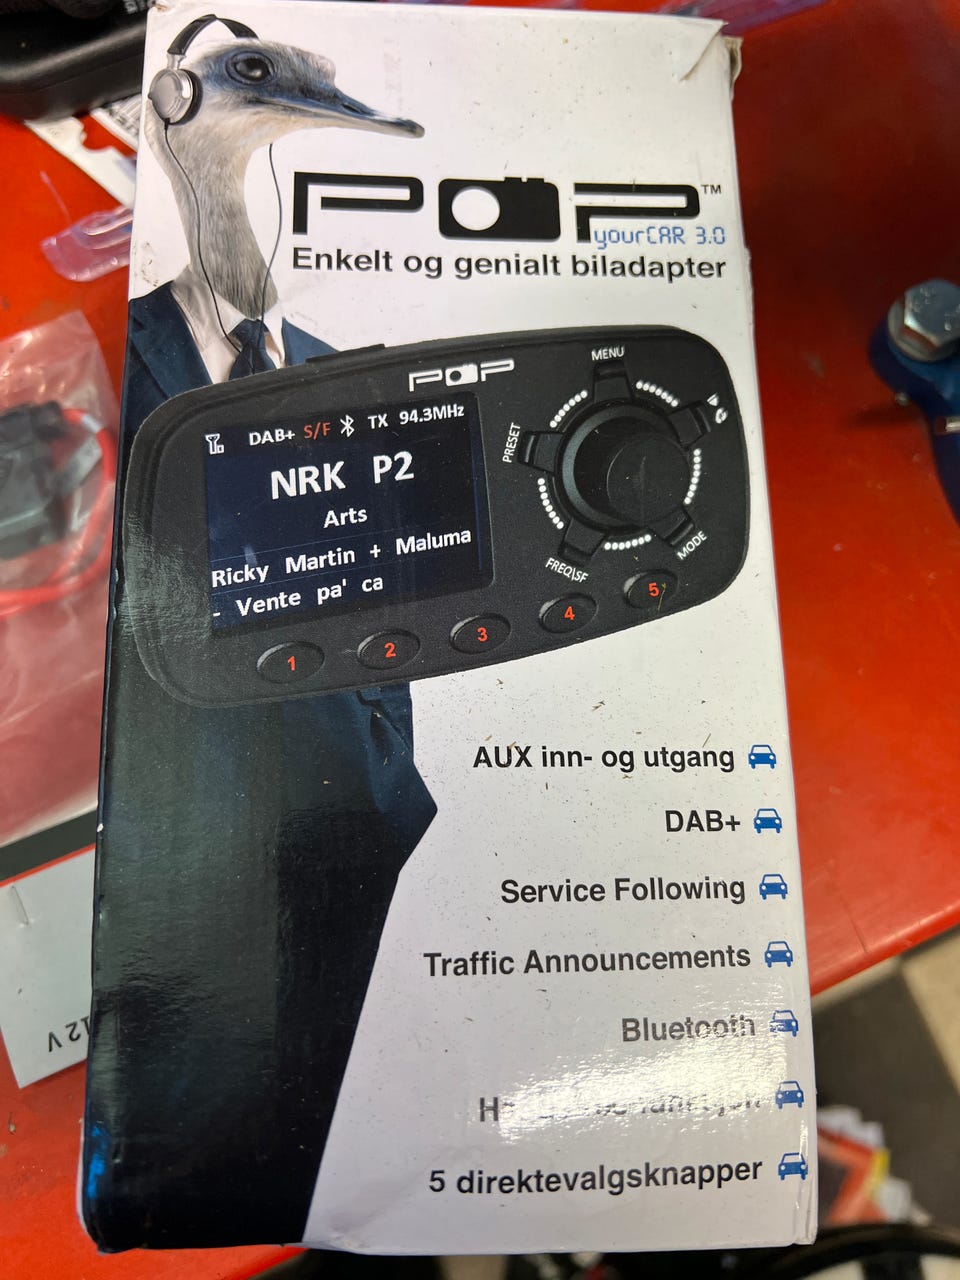 POP™
yourCAR 3.0
Enkelt og genialt biladapter
POP
MENU
PRESET
MODE
FREQ\SF
DAB+ S/F TX 94.3MHz
NRK P2
Arts
Ricky Martin + Maluma
- Vente pa' ca
1 2 3 4 5
AUX inn- og utgang
DAB+
Service Following
Traffic Announcements
Bluetooth
5 direktevalgsknapper
12 V